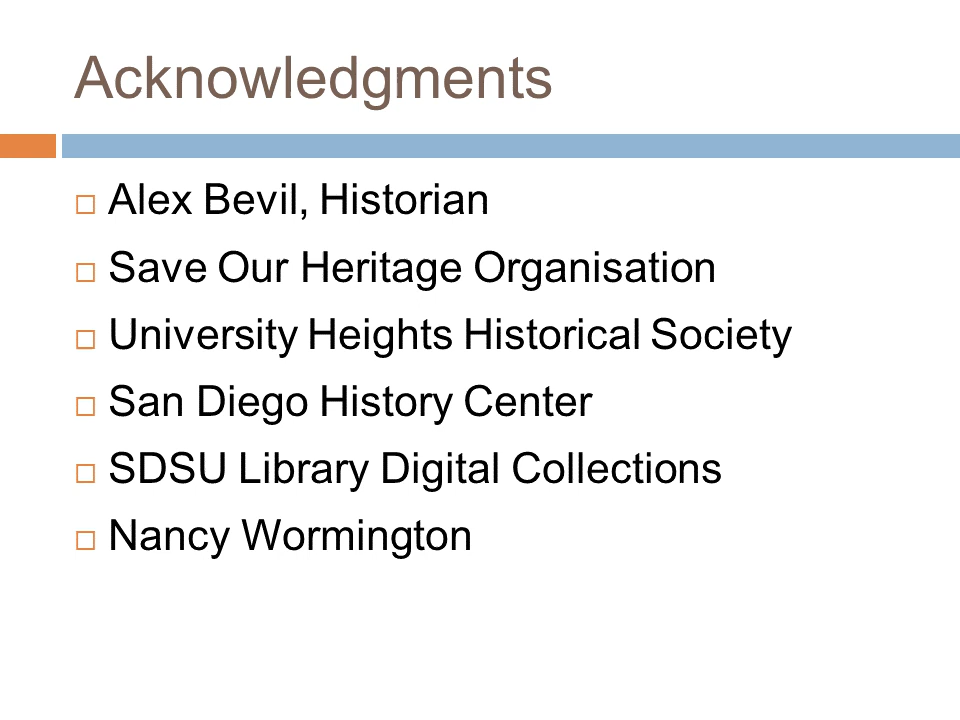 Acknowledgments
Alex Bevil, Historian
Save Our Heritage Organisation
University Heights Historical Society
San Diego History Center
SDSU Library Digital Collections
Nancy Wormington